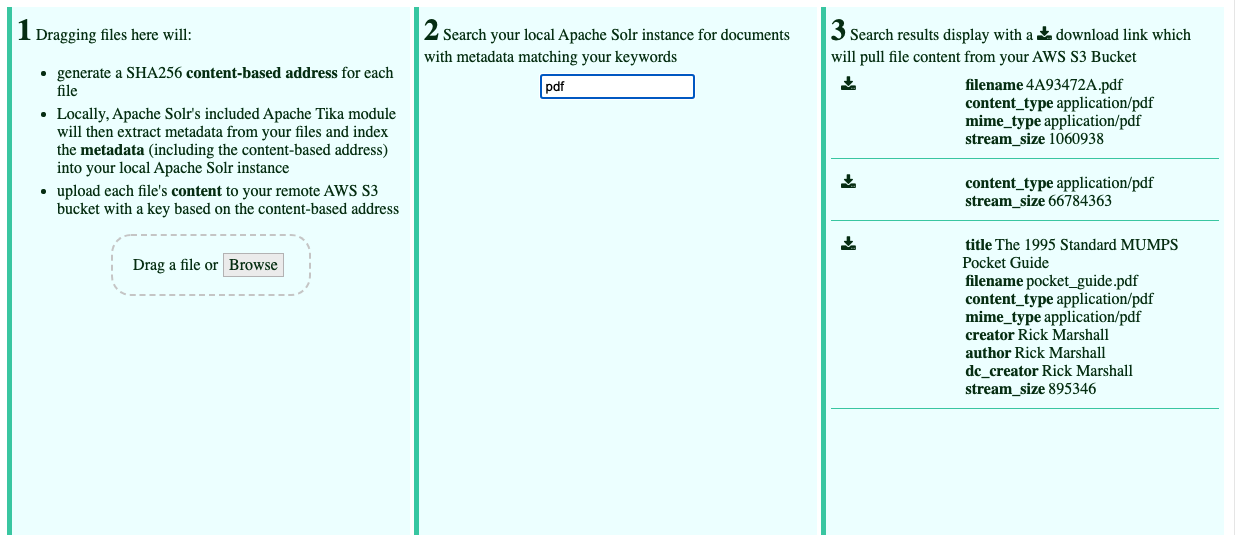 1 Dragging files here will:
generate a SHA256 content-based address for each
file
Locally, Apache Solr's included Apache Tika module
will then extract metadata from your files and index
the metadata (including the content-based address)
into your local Apache Solr instance
upload each file's content to your remote AWS S3
bucket with a key based on the content-based address
Drag a file or Browse
2 Search your local Apache Solr instance for documents
with metadata matching your keywords
pdf
3 Search results display with a download link which
will pull file content from your AWS S3 Bucket
filename 4A93472A.pdf
content_type application/pdf
mime_type application/pdf
stream_size 1060938
content_type application/pdf
stream_size 66784363
title The 1995 Standard MUMPS
Pocket Guide
filename pocket_guide.pdf
content_type application/pdf
mime_type application/pdf
creator Rick Marshall
author Rick Marshall
dc_creator Rick Marshall
stream_size 895346